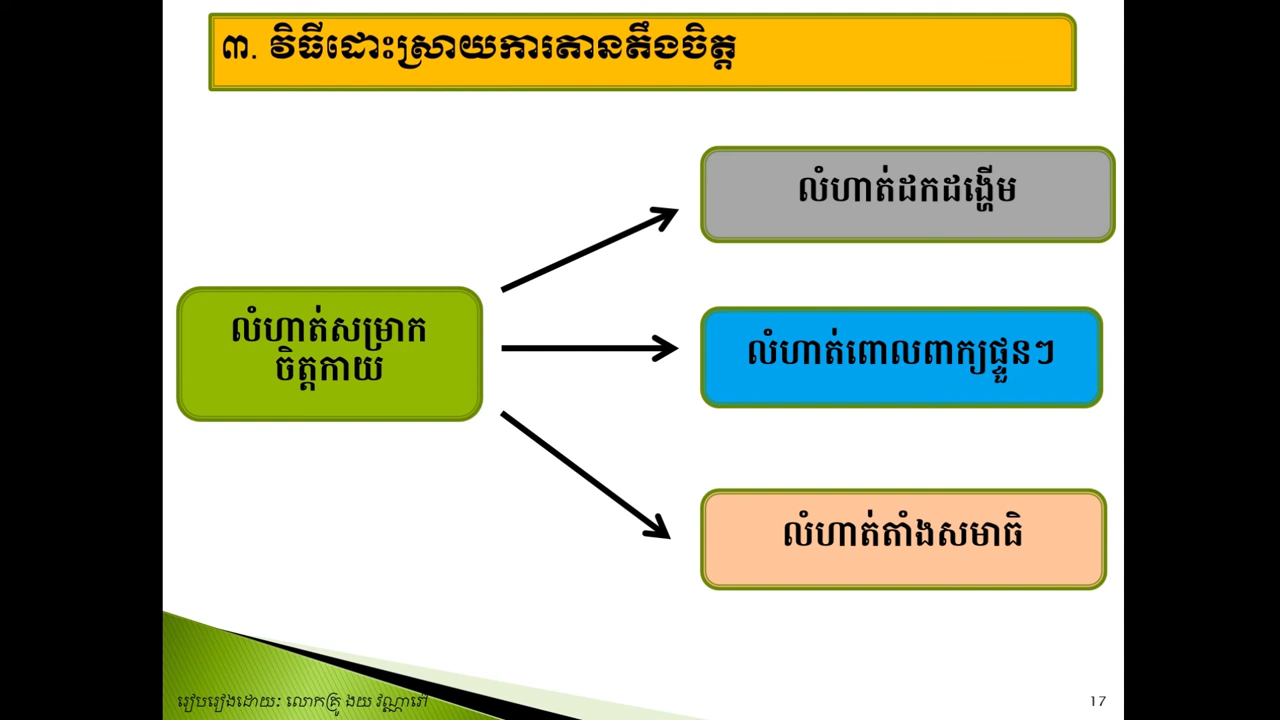 ៣. វិធីដោះស្រាយការតានតឹងចិត្ត
លំហាត់ដកដង្ហើម
លំហាត់សម្រាក
ចិត្តកាយ
លំហាត់ពោលពាក្យផ្ទួនៗ
លំហាត់តាំងសមាធិ
រៀបរៀងដោយៈ លោកគ្រូ ងយ វណ្ណាវៅ
17